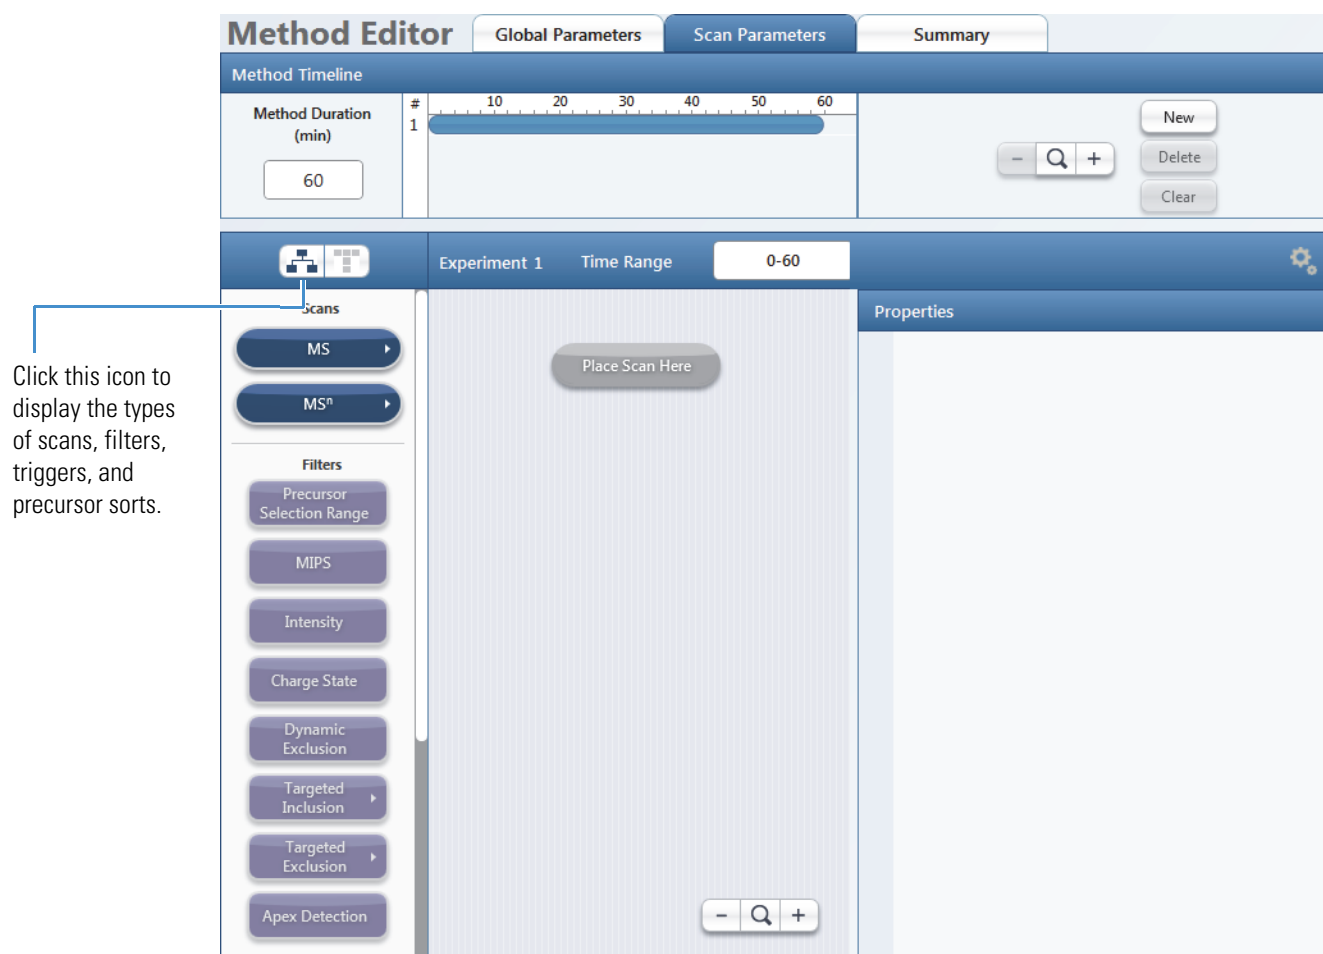 Method Editor
Global Parameters
Scan Parameters
Summary
Method Timeline
Method Duration
(min)
60
#
10 20 30 40 50 60
1
New
Delete
Clear
Experiment 1
Time Range
0-60
Properties
Scans
MS
MSⁿ
Place Scan Here
Click this icon to
display the types
of scans, filters,
triggers, and
precursor sorts.
Filters
Precursor
Selection Range
MIPS
Intensity
Charge State
Dynamic
Exclusion
Targeted
Inclusion
Targeted
Exclusion
Apex Detection